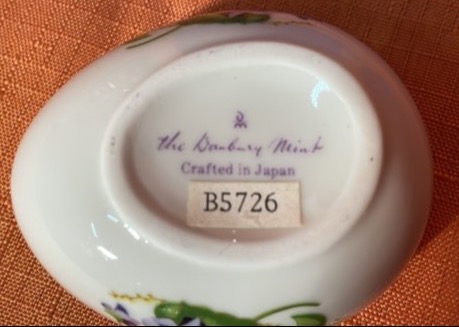 The Danbury Mint
Crafted in Japan
B5726